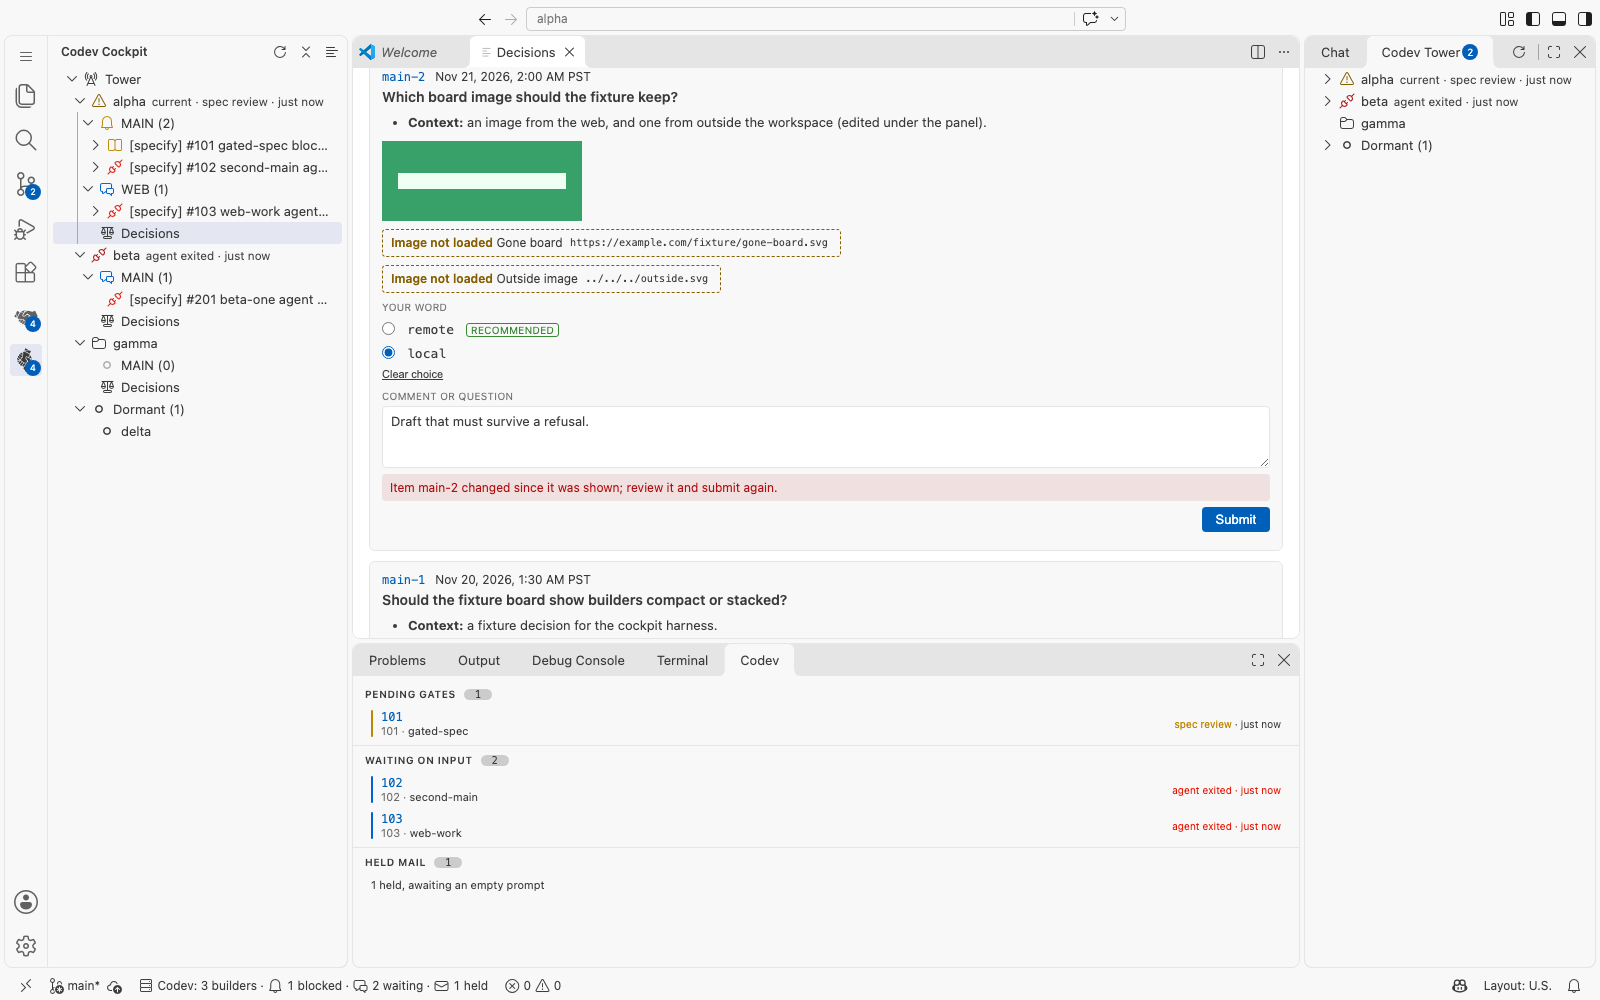 alpha
Codev Cockpit
Tower
alpha current · spec review · just now
MAIN (2)
[specify] #101 gated-spec bloc...
[specify] #102 second-main ag...
WEB (1)
[specify] #103 web-work agent...
Decisions
beta agent exited · just now
MAIN (1)
[specify] #201 beta-one agent ...
Decisions
gamma
MAIN (0)
Decisions
Dormant (1)
delta
2
4
4
Welcome
Decisions
main-2 Nov 21, 2026, 2:00 AM PST
Which board image should the fixture keep?
• Context: an image from the web, and one from outside the workspace (edited under the panel).
Image not loaded Gone board https://example.com/fixture/gone-board.svg
Image not loaded Outside image ../../../outside.svg
YOUR WORD
remote RECOMMENDED
local
Clear choice
COMMENT OR QUESTION
Draft that must survive a refusal.
Item main-2 changed since it was shown; review it and submit again.
Submit
main-1 Nov 20, 2026, 1:30 AM PST
Should the fixture board show builders compact or stacked?
• Context: a fixture decision for the cockpit harness.
Problems Output Debug Console Terminal Codev
PENDING GATES 1
101
101 · gated-spec
spec review · just now
WAITING ON INPUT 2
102
102 · second-main
agent exited · just now
103
103 · web-work
agent exited · just now
HELD MAIL 1
1 held, awaiting an empty prompt
Chat Codev Tower 2
alpha current · spec review · just now
beta agent exited · just now
gamma
Dormant (1)
main* Codev: 3 builders · 1 blocked · 2 waiting · 1 held 0 0
Layout: U.S.